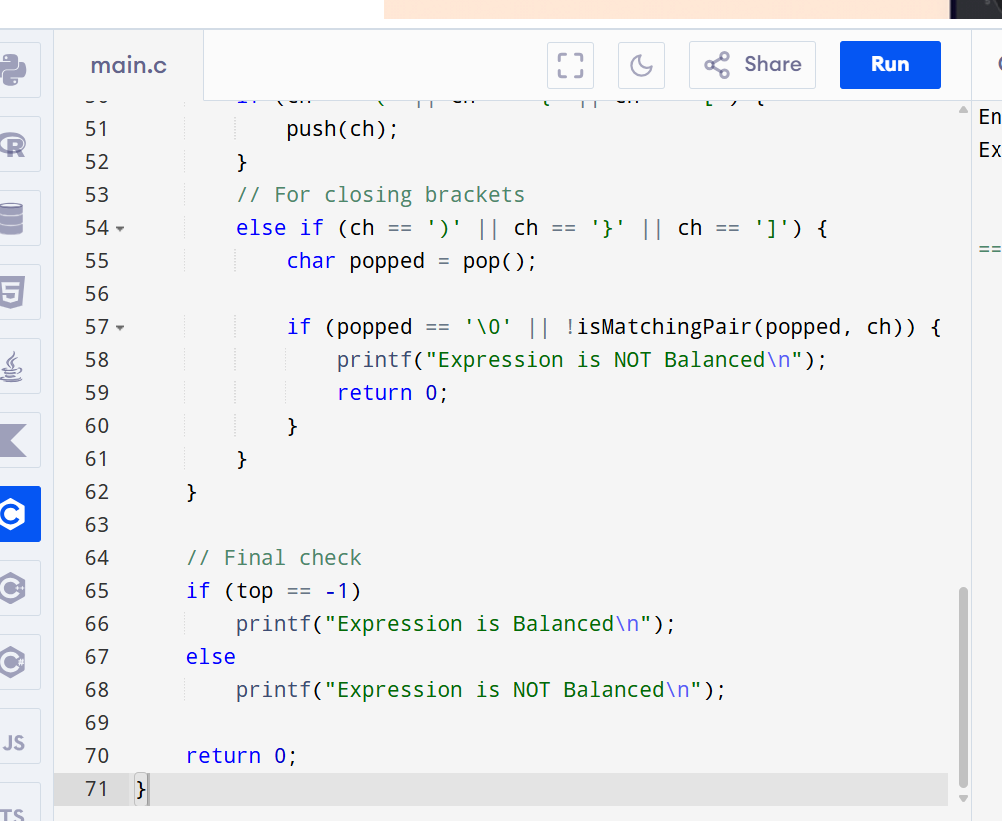 main.c
Share
Run
51 push(ch);
52 }
53 // For closing brackets
54 else if (ch == ')' || ch == '}' || ch == ']') {
55 char popped = pop();
56
57 if (popped == '\0' || !isMatchingPair(popped, ch)) {
58 printf("Expression is NOT Balanced\n");
59 return 0;
60 }
61 }
62 }
63
64 // Final check
65 if (top == -1)
66 printf("Expression is Balanced\n");
67 else
68 printf("Expression is NOT Balanced\n");
69
70 return 0;
71 }
R
5
C
C
C#
JS
TS
En
Ex
==